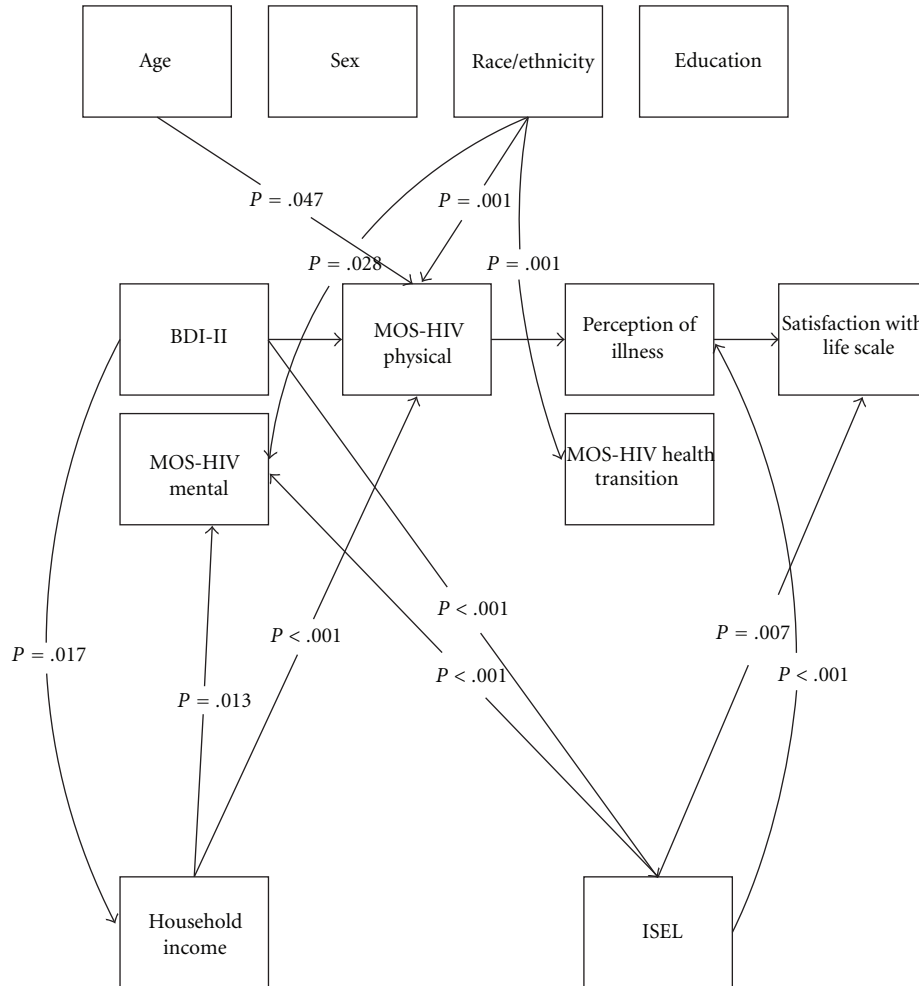 Age
Sex
Race/ethnicity
Education
P = .047
P = .001
P = .028
P = .001
BDI-II
MOS-HIV
physical
Perception of
illness
Satisfaction with
life scale
MOS-HIV
mental
MOS-HIV health
transition
P < .001
P < .001
P = .007
P = .017
P < .001
P < .001
P = .013
Household
income
ISEL